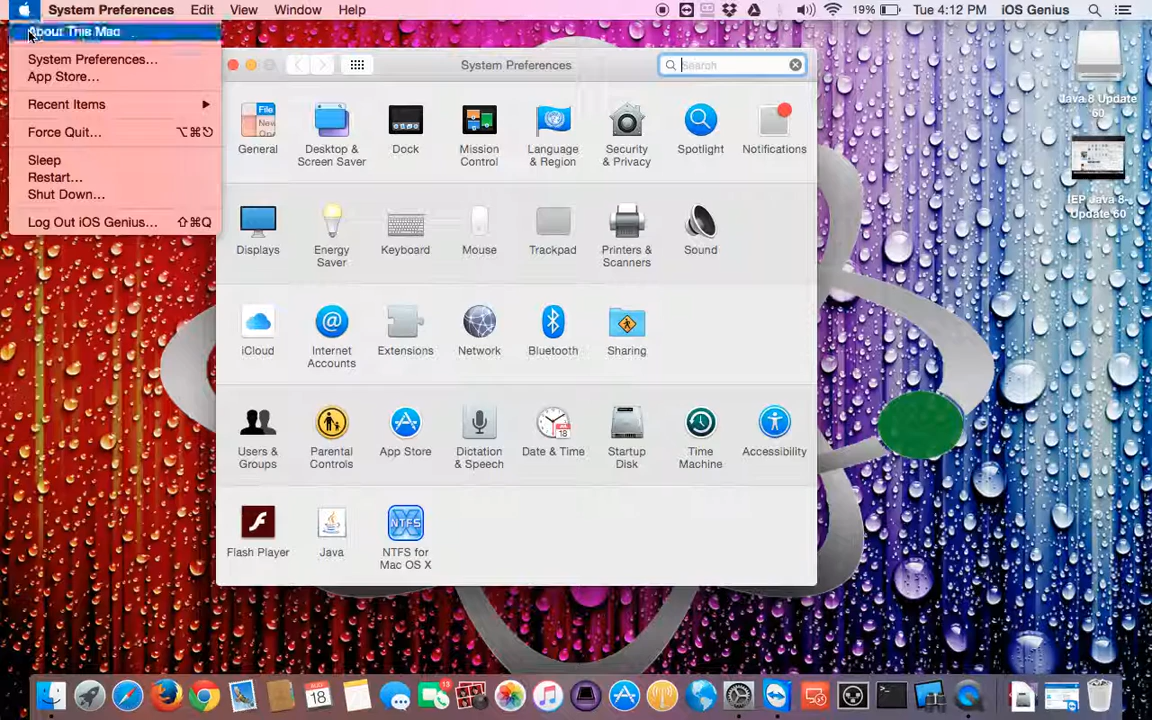 System Preferences Edit View Window Help
19% Tue 4:12 PM iOS Genius
About This Mac
System Preferences...
App Store...
Recent Items
Force Quit... ⌥⌘⎋
Sleep
Restart...
Shut Down...
Log Out iOS Genius... ⇧⌘Q
System Preferences
Search
File
New
General
Desktop &
Screen Saver
Dock
Mission
Control
Language
& Region
Security
& Privacy
Spotlight
Notifications
Displays
Energy
Saver
Keyboard
Mouse
Trackpad
Printers &
Scanners
Sound
iCloud
@
Internet
Accounts
Extensions
Network
Bluetooth
Sharing
Users &
Groups
Parental
Controls
App Store
Dictation
& Speech
18
Date & Time
Startup
Disk
Time
Machine
Accessibility
Flash Player
Java
NTFS
NTFS for
Mac OS X
Java 8 Update
60
IEP Java 8-
Update 60
18